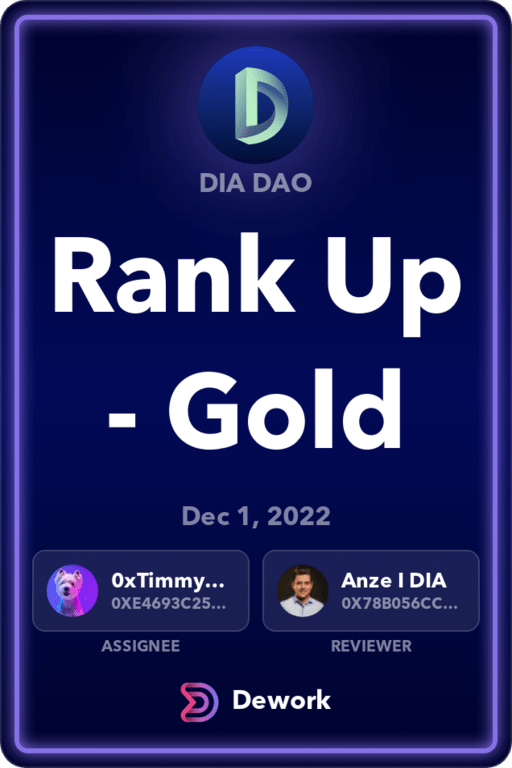 DIA DAO
Rank Up
- Gold
Dec 1, 2022
0xTimmy...
0XE4693C25...
Anze I DIA
0X78B056CC...
ASSIGNEE
REVIEWER
Dework